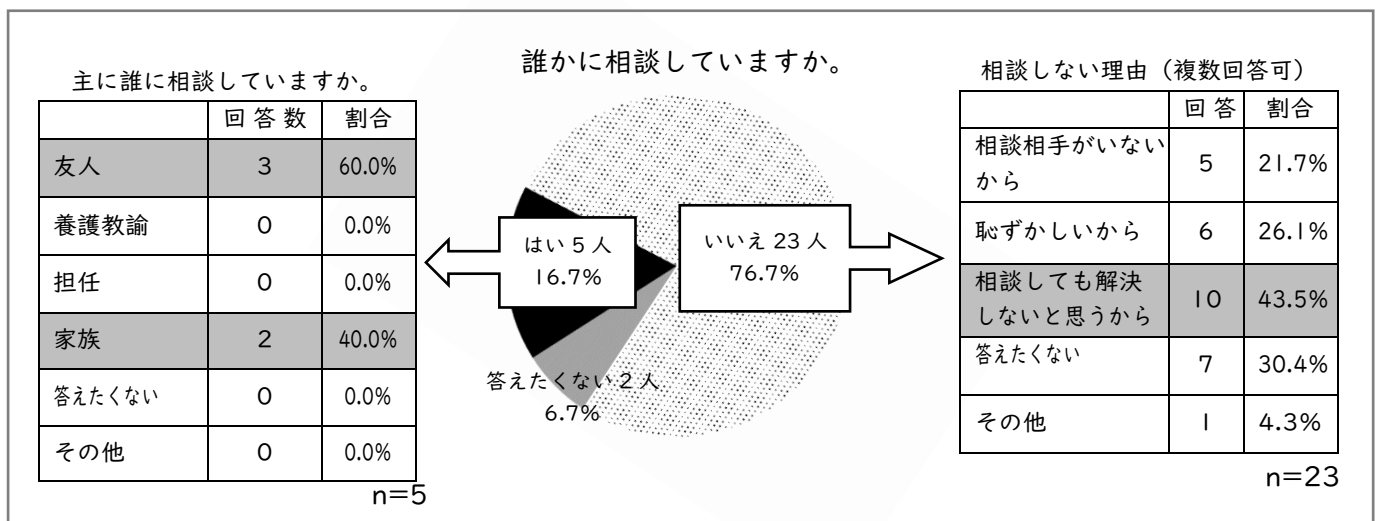 誰かに相談していますか。
主に誰に相談していますか。
回答数 割合
友人 3 60.0%
養護教諭 0 0.0%
担任 0 0.0%
家族 2 40.0%
答えたくない 0 0.0%
その他 0 0.0%
n=5
はい5人
16.7%
いいえ23人
76.7%
答えたくない2人
6.7%
相談しない理由（複数回答可）
回答 割合
相談相手がいない
から 5 21.7%
恥ずかしいから 6 26.1%
相談しても解決
しないと思うから 10 43.5%
答えたくない 7 30.4%
その他 1 4.3%
n=23